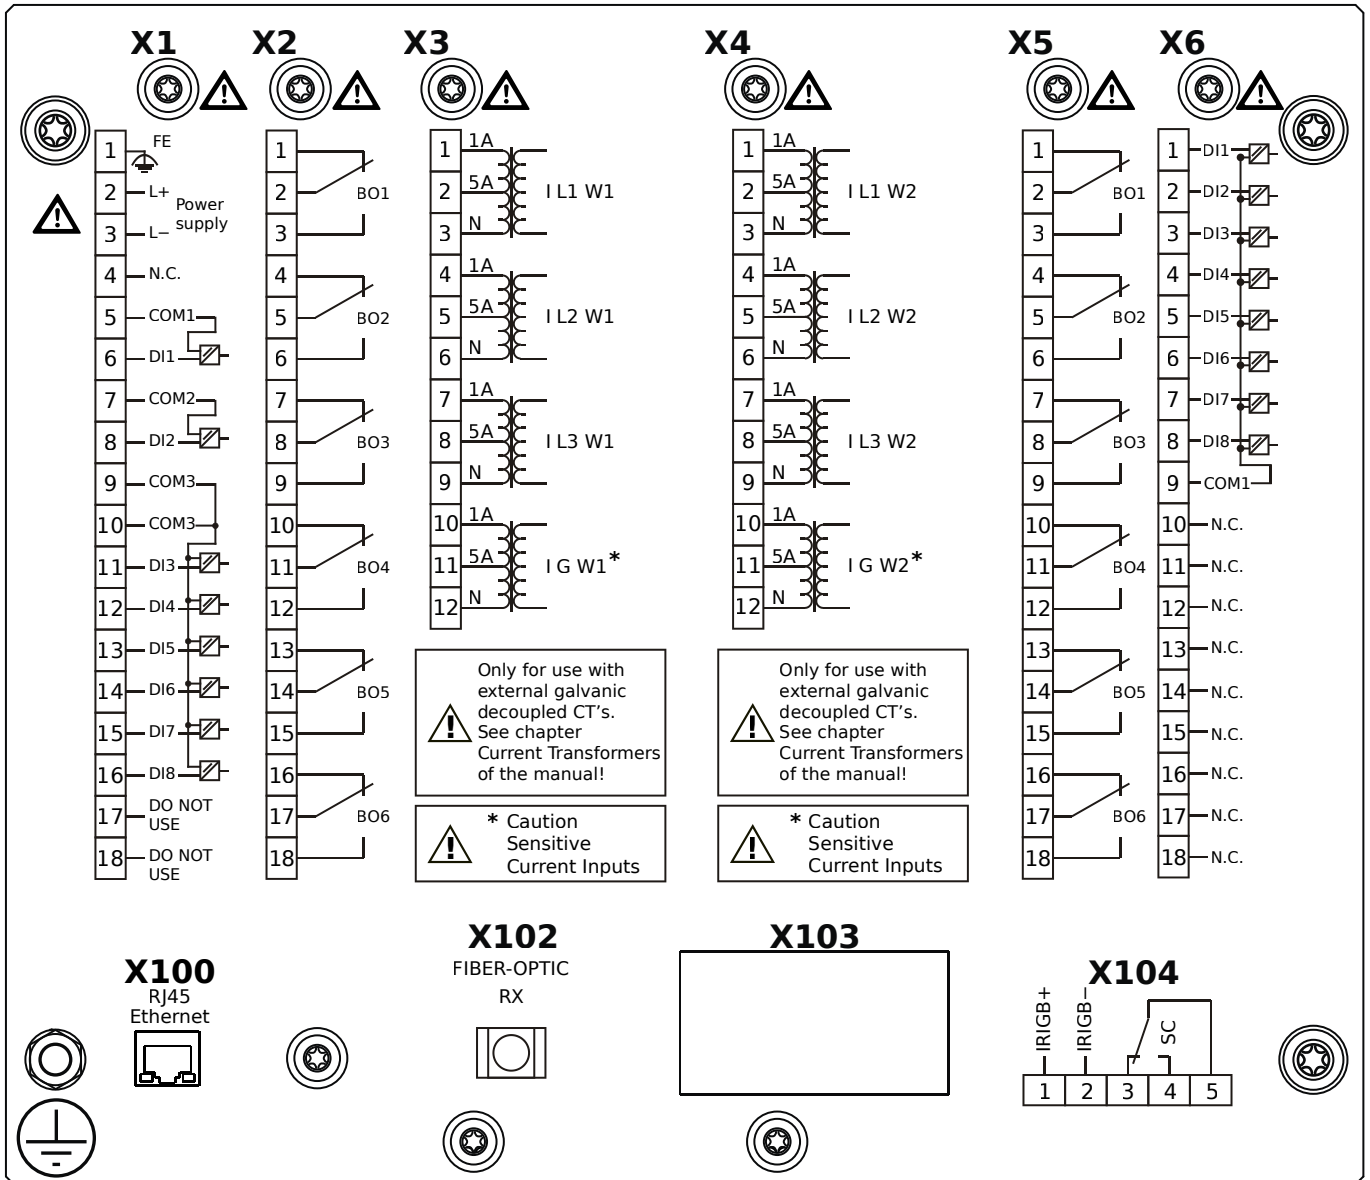 X1 X2 X3 X4 X5 X6
1 FE
2 L+
Power
supply
3 L−
4 N.C.
5 COM1
6 DI1
7 COM2
8 DI2
9 COM3
10 COM3
11 DI3
12 DI4
13 DI5
14 DI6
15 DI7
16 DI8
17 DO NOT
USE
18 DO NOT
USE
1
2 BO1
3
4
5 BO2
6
7
8 BO3
9
10
11 BO4
12
13
14 BO5
15
16
17 BO6
18
1 1A
2 5A I L1 W1
3 N
4 1A
5 5A I L2 W1
6 N
7 1A
8 5A I L3 W1
9 N
10 1A
11 5A I G W1*
12 N
Only for use with
external galvanic
decoupled CT’s.
See chapter
Current Transformers
of the manual!
* Caution
Sensitive
Current Inputs
1 1A
2 5A I L1 W2
3 N
4 1A
5 5A I L2 W2
6 N
7 1A
8 5A I L3 W2
9 N
10 1A
11 5A I G W2*
12 N
Only for use with
external galvanic
decoupled CT’s.
See chapter
Current Transformers
of the manual!
* Caution
Sensitive
Current Inputs
1
2 BO1
3
4
5 BO2
6
7
8 BO3
9
10
11 BO4
12
13
14 BO5
15
16
17 BO6
18
1 DI1
2 DI2
3 DI3
4 DI4
5 DI5
6 DI6
7 DI7
8 DI8
9 COM1
10 N.C.
11 N.C.
12 N.C.
13 N.C.
14 N.C.
15 N.C.
16 N.C.
17 N.C.
18 N.C.
X100
RJ45
Ethernet
X102
FIBER-OPTIC
RX
X103
X104
IRIGB+
IRIGB−
SC
1 2 3 4 5